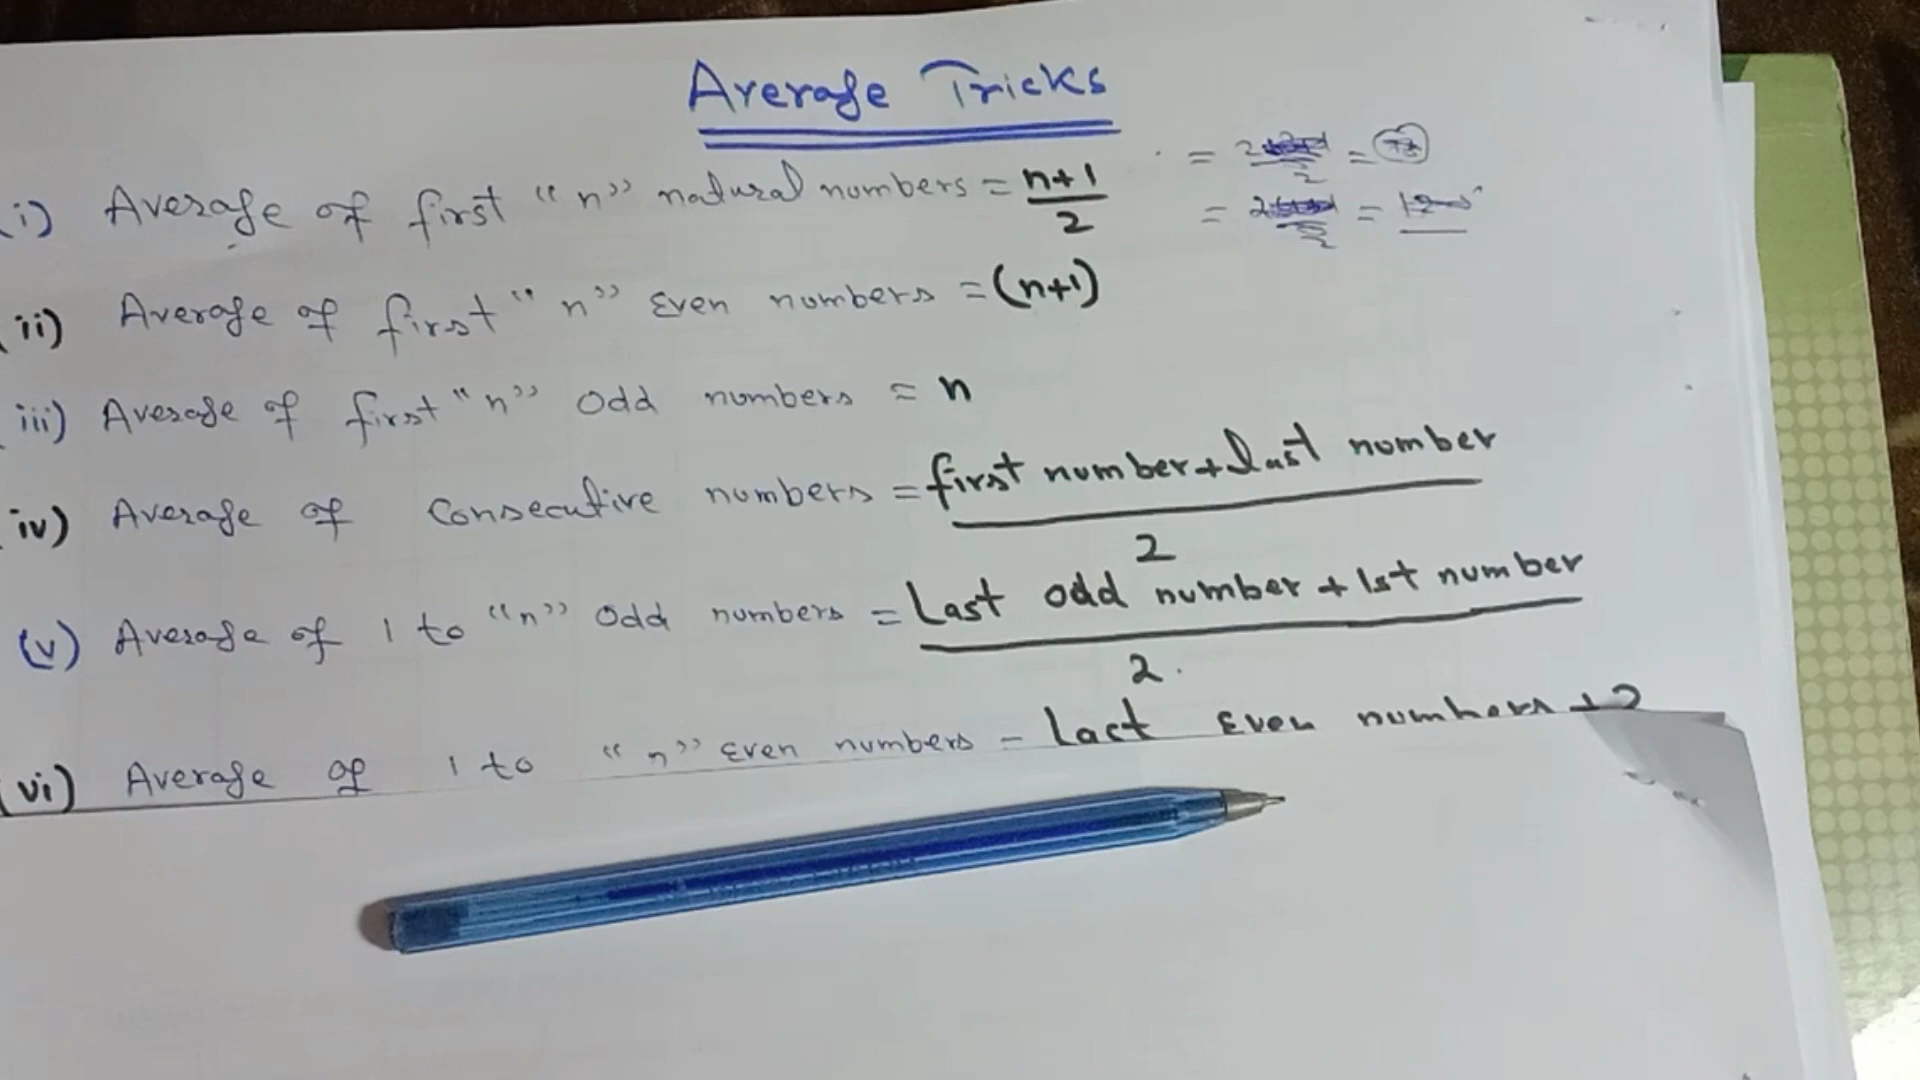 Average Tricks
i) Average of first "n" natural numbers = n+1
2
ii) Average of first "n" Even numbers = (n+1)
iii) Average of first "n" odd numbers = n
iv) Average of Consecutive numbers = first number + last number
2
(v) Average of 1 to "n" odd numbers = Last odd number + 1st number
2.
(vi) Average of 1 to "n" Even numbers = Last Even numbers + 2